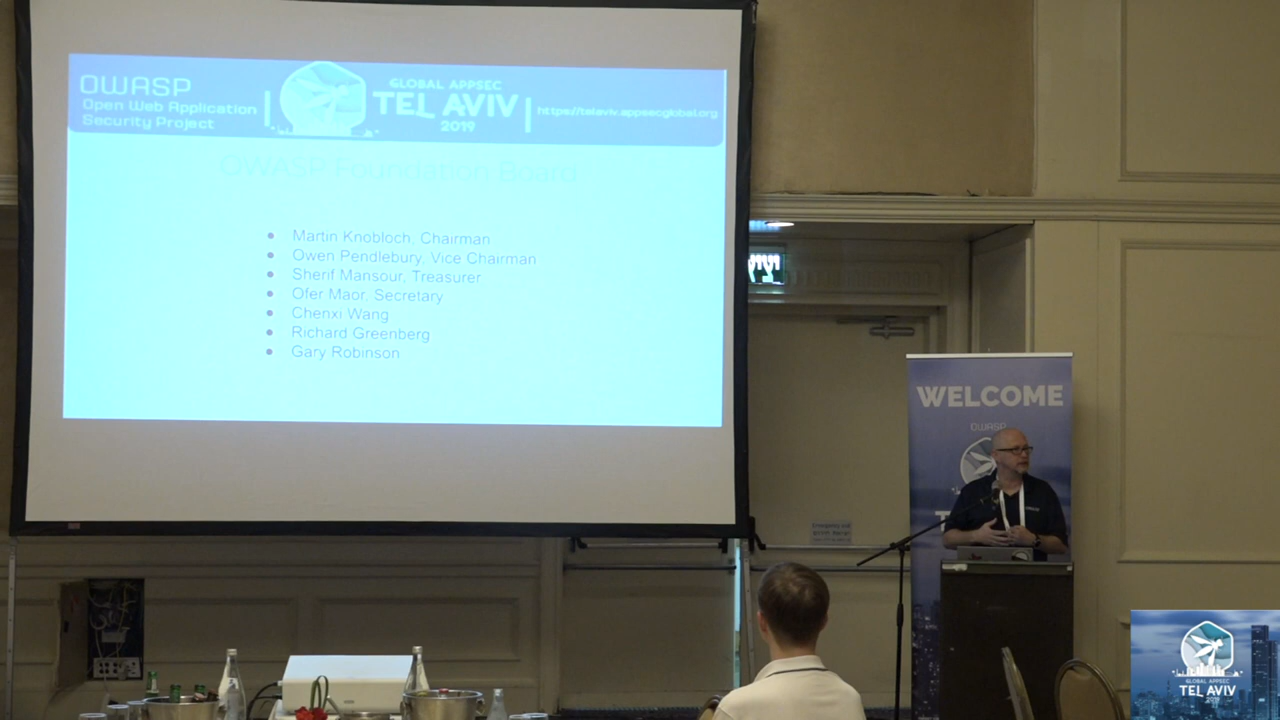 OWASP
Open Web Application
Security Project
GLOBAL APPSEC
TEL AVIV
2019
https://telaviv.appsecglobal.org
OWASP Foundation Board
Martin Knobloch, Chairman
Owen Pendlebury, Vice Chairman
Sherif Mansour, Treasurer
Ofer Maor, Secretary
Chenxi Wang
Richard Greenberg
Gary Robinson
WELCOME
OWASP
GLOBAL APPSEC
TEL AVIV
2019